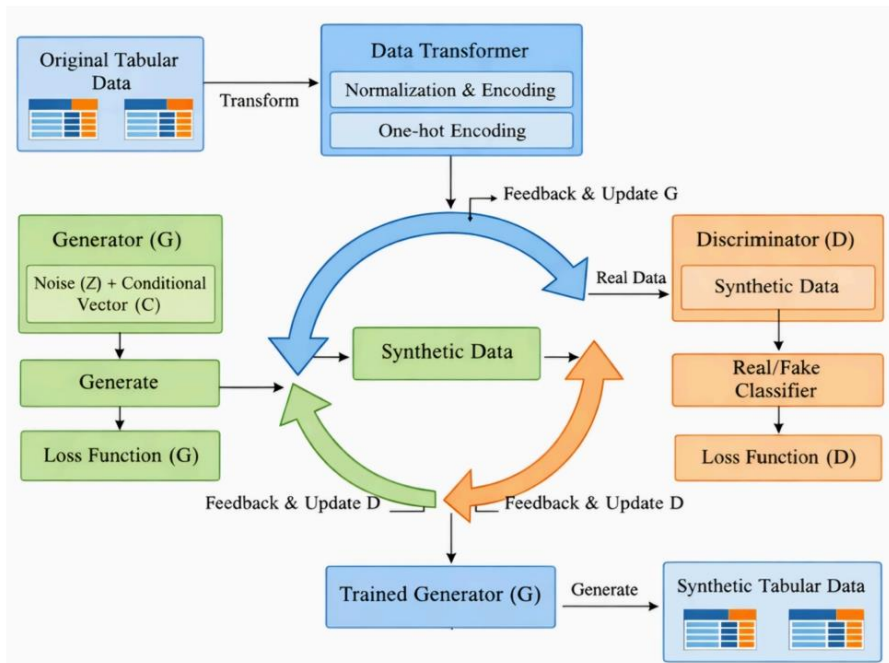 Original Tabular
Data
Transform
Data Transformer
Normalization & Encoding
One-hot Encoding
Feedback & Update G
Generator (G)
Noise (Z) + Conditional
Vector (C)
Generate
Loss Function (G)
Synthetic Data
Real Data
Discriminator (D)
Synthetic Data
Real/Fake
Classifier
Loss Function (D)
Feedback & Update D
Feedback & Update D
Trained Generator (G)
Generate
Synthetic Tabular Data